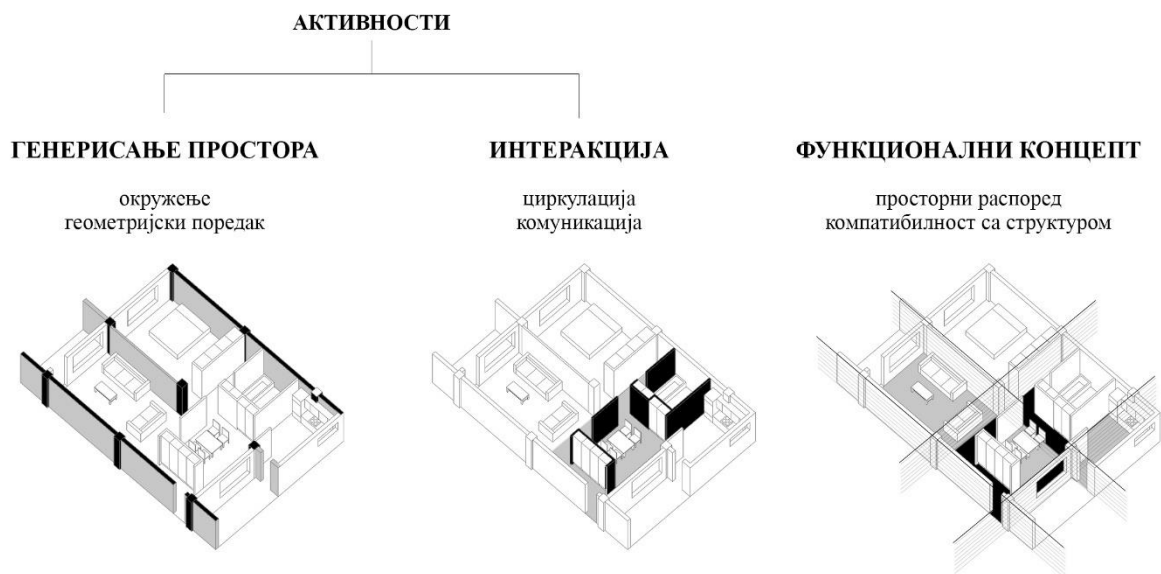 АКТИВНОСТИ
ГЕНЕРИСАЊЕ ПРОСТОРА
окружење
геометријски поредак
ИНТЕРАКЦИЈА
циркулација
комуникација
ФУНКЦИОНАЛНИ КОНЦЕПТ
просторни распоред
компатибилност са структуром